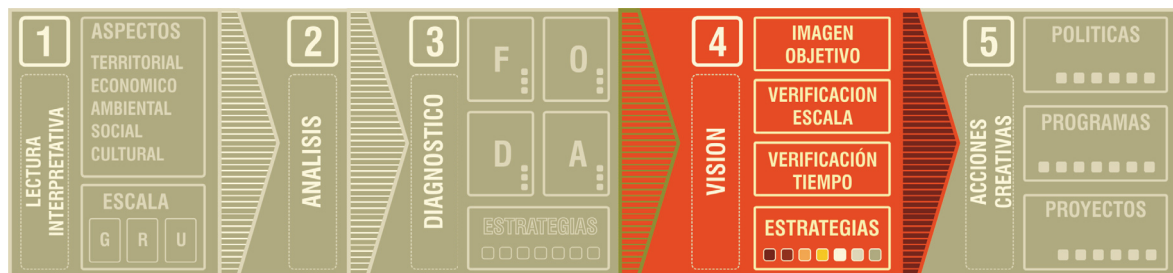 1
LECTURA
INTERPRETATIVA
ASPECTOS
TERRITORIAL
ECONOMICO
AMBIENTAL
SOCIAL
CULTURAL
ESCALA
G R U
2
ANALISIS
3
DIAGNOSTICO
F O
D A
ESTRATEGIAS
4
VISION
IMAGEN
OBJETIVO
VERIFICACION
ESCALA
VERIFICACIÓN
TIEMPO
ESTRATEGIAS
5
ACCIONES
CREATIVAS
POLITICAS
PROGRAMAS
PROYECTOS